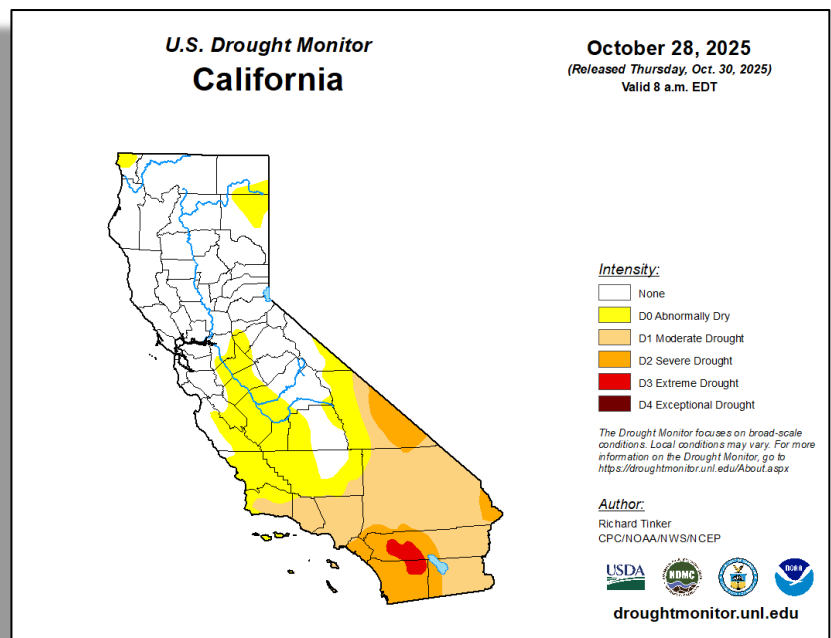 U.S. Drought Monitor
California
October 28, 2025
(Released Thursday, Oct. 30, 2025)
Valid 8 a.m. EDT
Intensity:
None
D0 Abnormally Dry
D1 Moderate Drought
D2 Severe Drought
D3 Extreme Drought
D4 Exceptional Drought
The Drought Monitor focuses on broad-scale
conditions. Local conditions may vary. For more
information on the Drought Monitor, go to
https://droughtmonitor.unl.edu/About.aspx
Author:
Richard Tinker
CPC/NOAA/NWS/NCEP
USDA
NDMC
NOAA
droughtmonitor.unl.edu